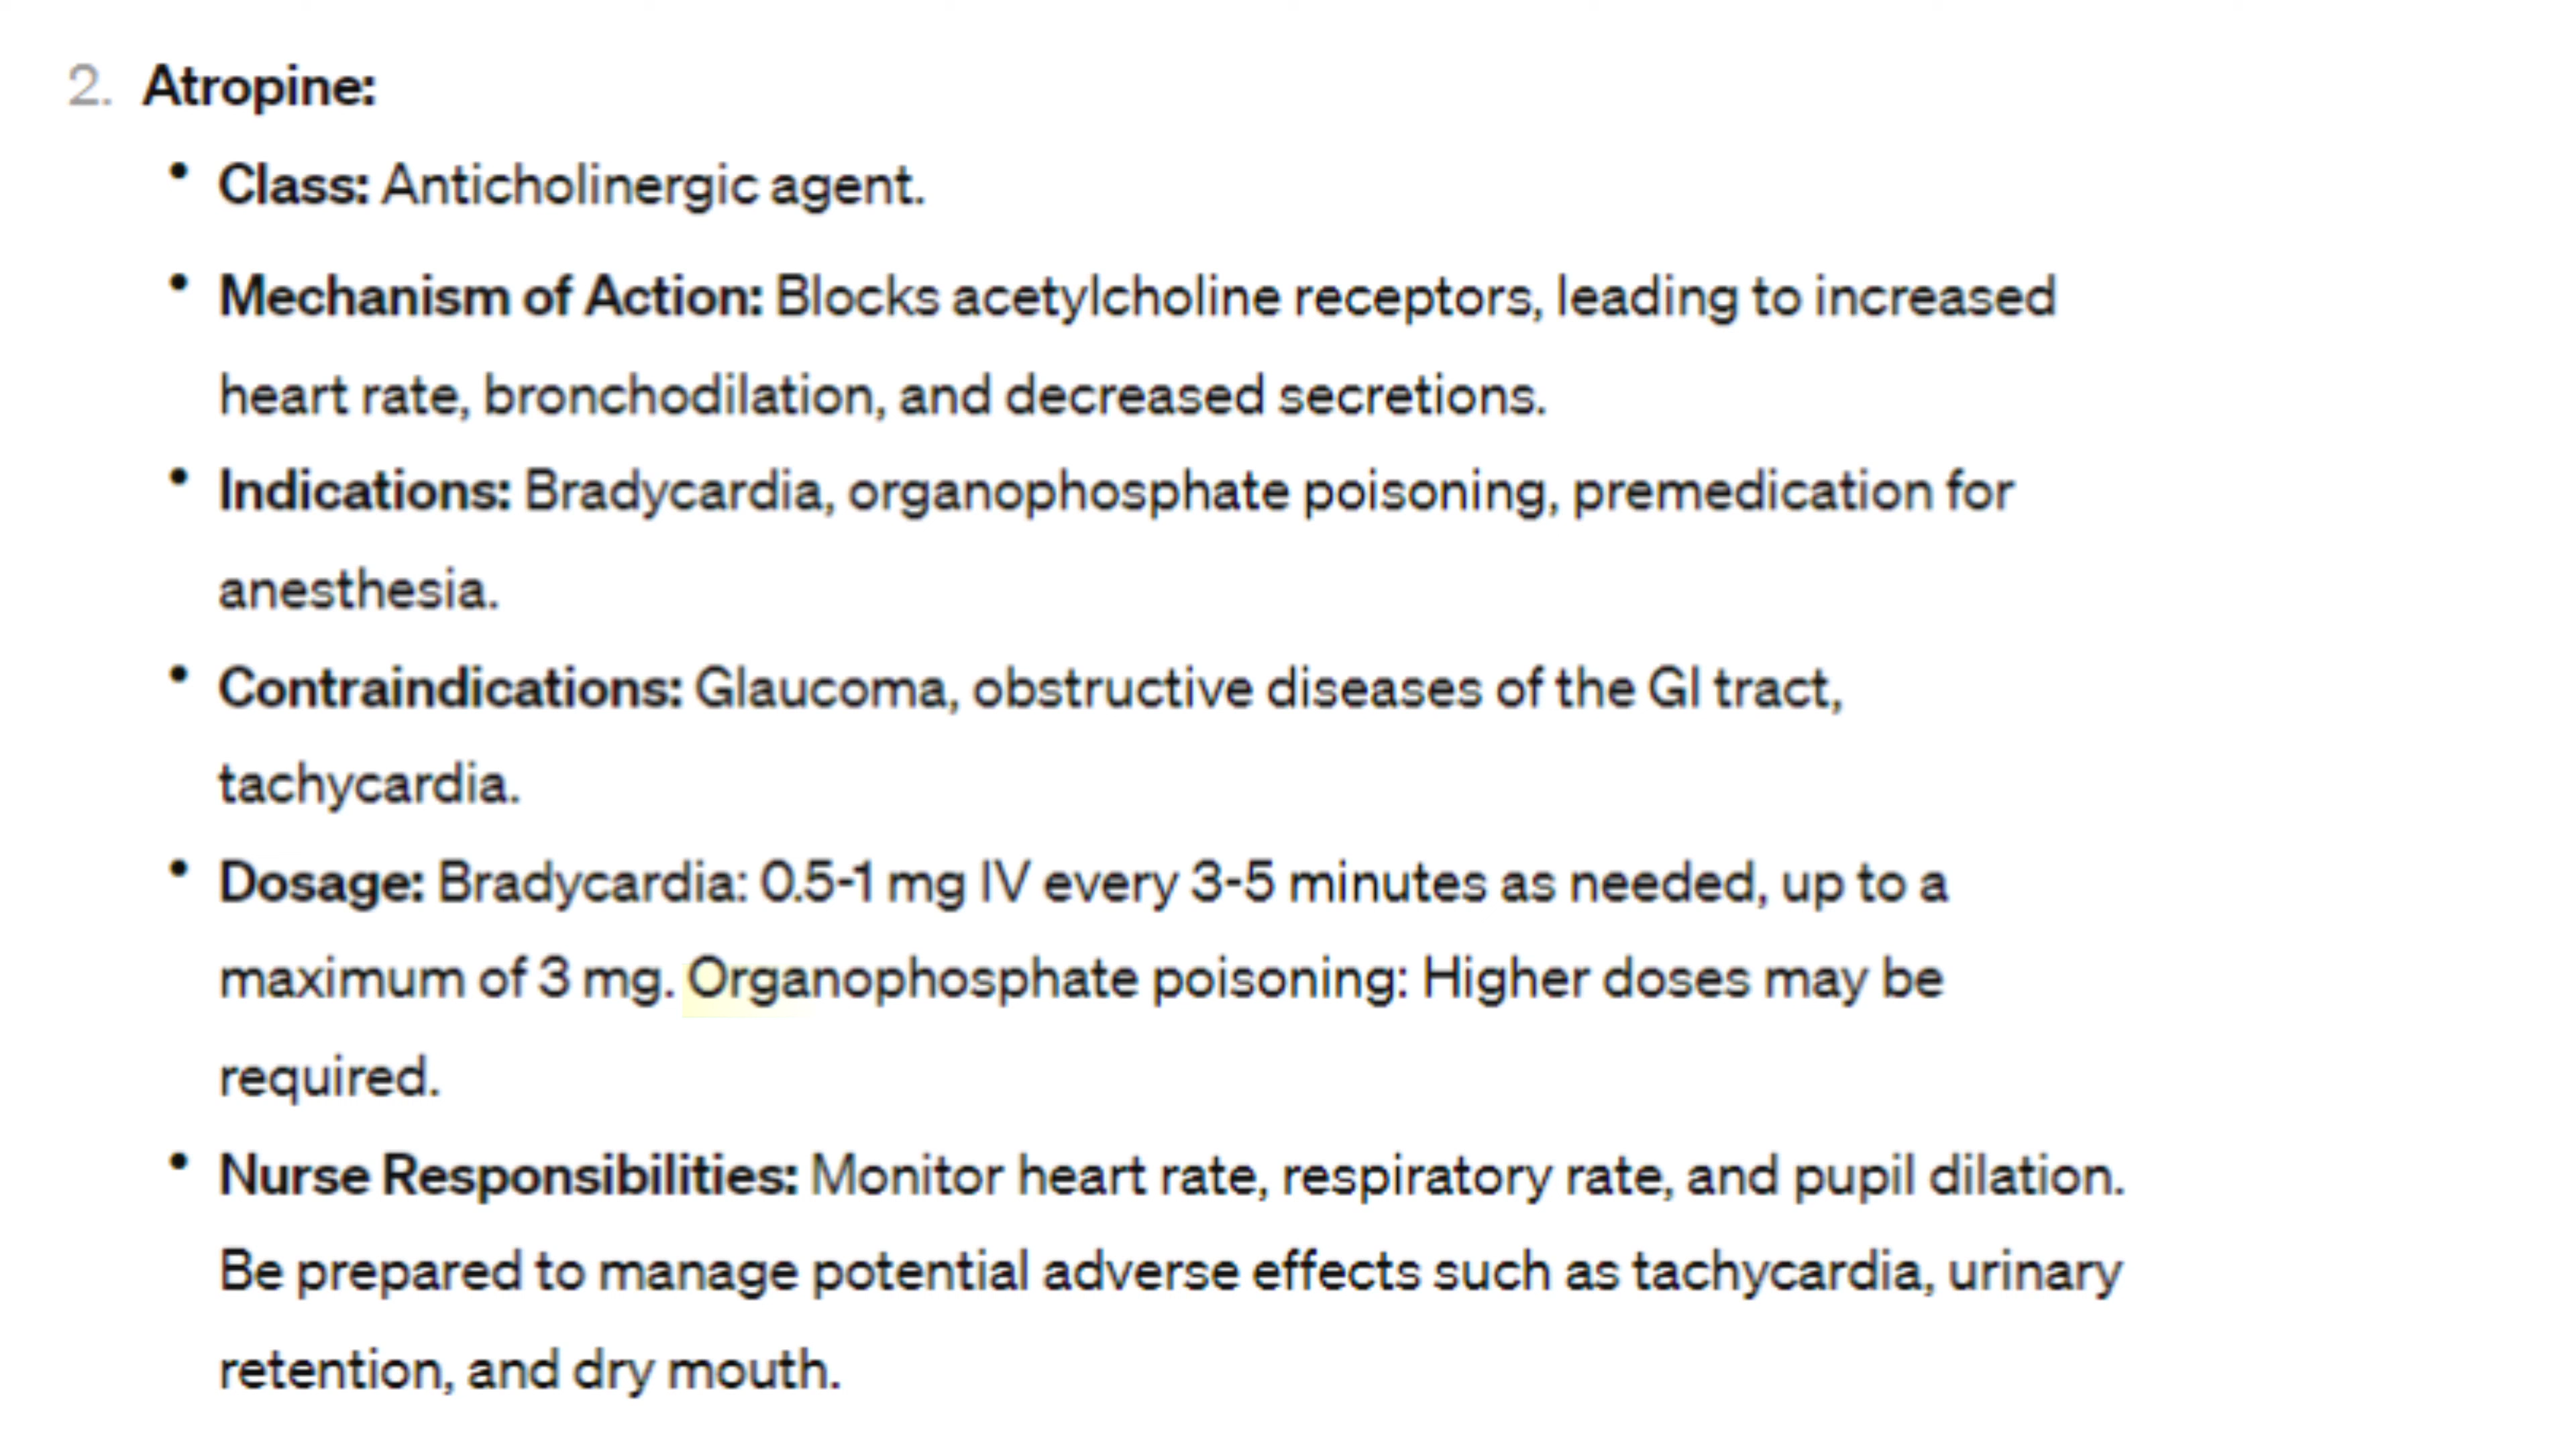 2. Atropine:
• Class: Anticholinergic agent.
• Mechanism of Action: Blocks acetylcholine receptors, leading to increased
heart rate, bronchodilation, and decreased secretions.
• Indications: Bradycardia, organophosphate poisoning, premedication for
anesthesia.
• Contraindications: Glaucoma, obstructive diseases of the GI tract,
tachycardia.
• Dosage: Bradycardia: 0.5-1 mg IV every 3-5 minutes as needed, up to a
maximum of 3 mg. Organophosphate poisoning: Higher doses may be
required.
• Nurse Responsibilities: Monitor heart rate, respiratory rate, and pupil dilation.
Be prepared to manage potential adverse effects such as tachycardia, urinary
retention, and dry mouth.